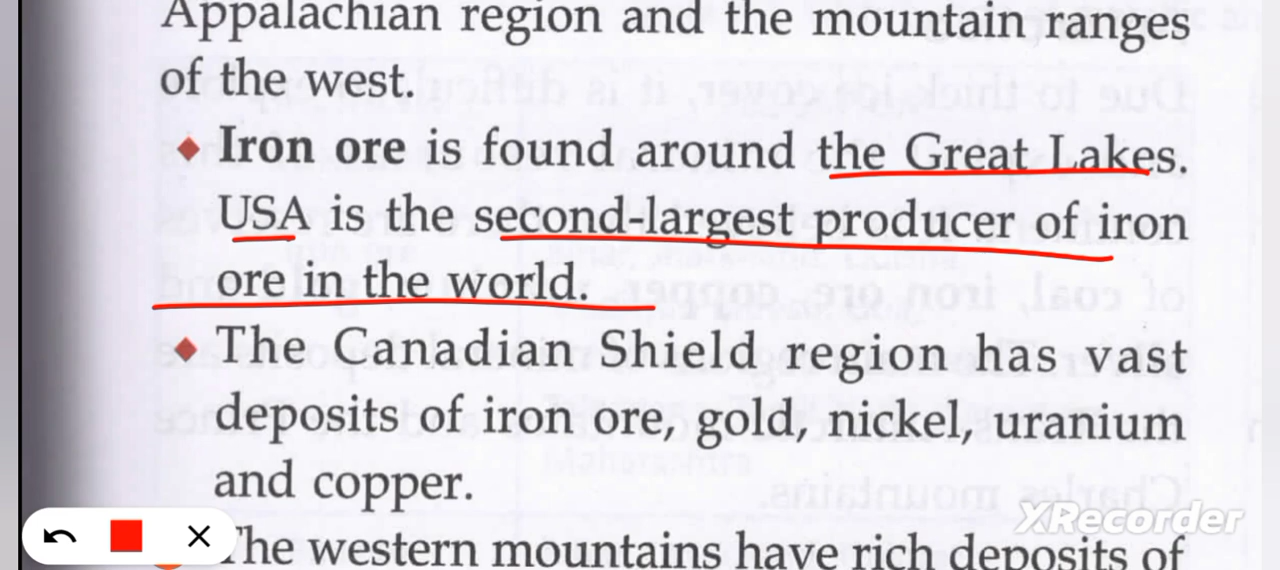 Appalachian region and the mountain ranges
of the west.
Iron ore is found around the Great Lakes.
USA is the second-largest producer of iron
ore in the world.
The Canadian Shield region has vast
deposits of iron ore, gold, nickel, uranium
and copper.
The western mountains have rich deposits of
XRecorder